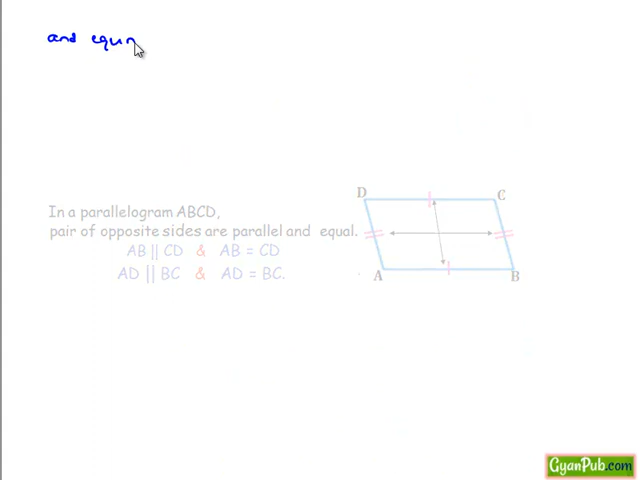 and equ
D
C
In a parallelogram ABCD,
pair of opposite sides are parallel and equal.
AB || CD & AB = CD
AD || BC & AD = BC.
A
B
GyanPub.com